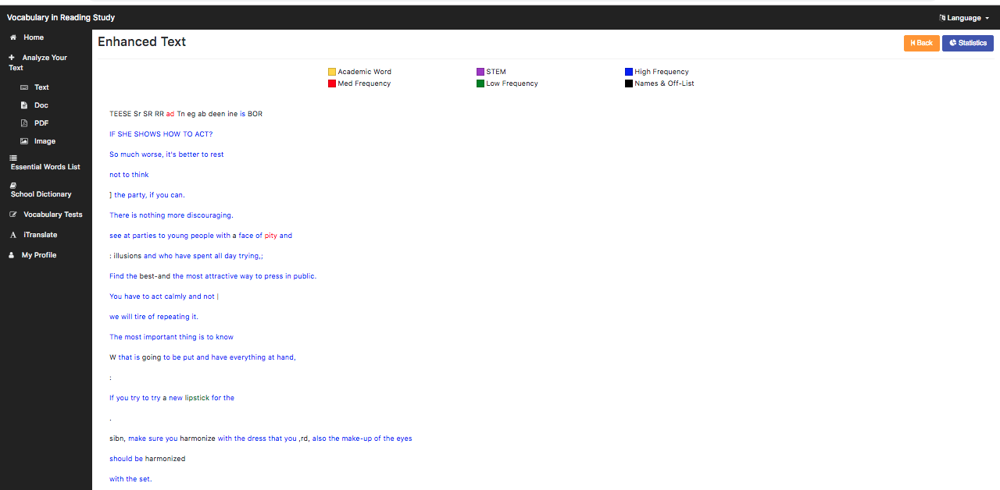 Vocabulary in Reading Study
Language
Home
Analyze Your
Text
Text
Doc
PDF
Image
Essential Words List
School Dictionary
Vocabulary Tests
iTranslate
My Profile
Enhanced Text
Back
Statistics
Academic Word
STEM
High Frequency
Med Frequency
Low Frequency
Names & Off-List
TEESE Sr SR RR ad Tn eg ab deen ine is BOR
IF SHE SHOWS HOW TO ACT?
So much worse, it's better to rest
not to think
] the party, if you can.
There is nothing more discouraging.
see at parties to young people with a face of pity and
: illusions and who have spent all day trying,;
Find the best-and the most attractive way to press in public.
You have to act calmly and not |
we will tire of repeating it.
The most important thing is to know
W that is going to be put and have everything at hand,
:
If you try to try a new lipstick for the
.
sibn, make sure you harmonize with the dress that you ,rd, also the make-up of the eyes
should be harmonized
with the set.